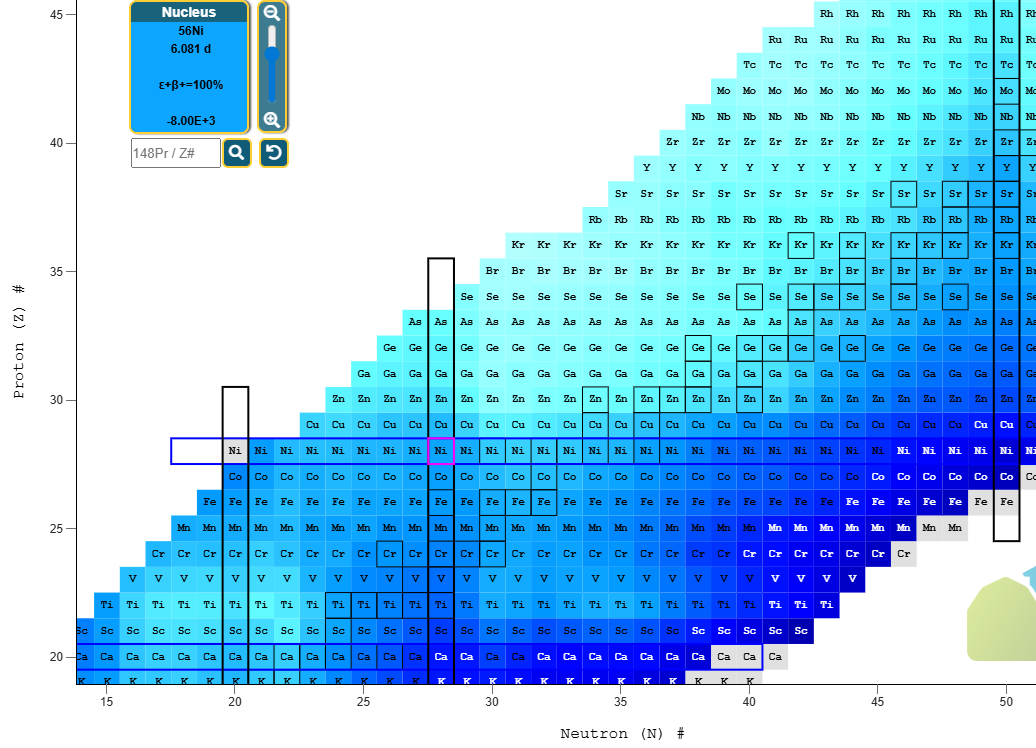 Nucleus
56Ni
6.081 d
ε+β+=100%
-8.00E+3
148Pr / Z#
Proton (Z) #
45 Rh Rh Rh Rh Rh Rh Rh Rh Rh
Ru Ru Ru Ru Ru Ru Ru Ru Ru Ru Ru
Tc Tc Tc Tc Tc Tc Tc Tc Tc Tc Tc Tc
Mo Mo Mo Mo Mo Mo Mo Mo Mo Mo Mo Mo Mo
Nb Nb Nb Nb Nb Nb Nb Nb Nb Nb Nb Nb Nb Nb
40 Zr Zr Zr Zr Zr Zr Zr Zr Zr Zr Zr Zr Zr Zr Zr
Y Y Y Y Y Y Y Y Y Y Y Y Y Y Y Y
Sr Sr Sr Sr Sr Sr Sr Sr Sr Sr Sr Sr Sr Sr Sr Sr Sr
Rb Rb Rb Rb Rb Rb Rb Rb Rb Rb Rb Rb Rb Rb Rb Rb Rb Rb
Kr Kr Kr Kr Kr Kr Kr Kr Kr Kr Kr Kr Kr Kr Kr Kr Kr Kr Kr Kr Kr
35 Br Br Br Br Br Br Br Br Br Br Br Br Br Br Br Br Br Br Br Br Br Br
Se Se Se Se Se Se Se Se Se Se Se Se Se Se Se Se Se Se Se Se Se Se Se
As As As As As As As As As As As As As As As As As As As As As As As As As
Ge Ge Ge Ge Ge Ge Ge Ge Ge Ge Ge Ge Ge Ge Ge Ge Ge Ge Ge Ge Ge Ge Ge Ge Ge Ge
Ga Ga Ga Ga Ga Ga Ga Ga Ga Ga Ga Ga Ga Ga Ga Ga Ga Ga Ga Ga Ga Ga Ga Ga Ga Ga Ga
30 Zn Zn Zn Zn Zn Zn Zn Zn Zn Zn Zn Zn Zn Zn Zn Zn Zn Zn Zn Zn Zn Zn Zn Zn Zn Zn Zn Zn
Cu Cu Cu Cu Cu Cu Cu Cu Cu Cu Cu Cu Cu Cu Cu Cu Cu Cu Cu Cu Cu Cu Cu Cu Cu Cu Cu Cu Cu
Ni Ni Ni Ni Ni Ni Ni Ni Ni Ni Ni Ni Ni Ni Ni Ni Ni Ni Ni Ni Ni Ni Ni Ni Ni Ni Ni Ni Ni Ni Ni Ni
Co Co Co Co Co Co Co Co Co Co Co Co Co Co Co Co Co Co Co Co Co Co Co Co Co Co Co Co Co Co Co Co
Fe Fe Fe Fe Fe Fe Fe Fe Fe Fe Fe Fe Fe Fe Fe Fe Fe Fe Fe Fe Fe Fe Fe Fe Fe Fe Fe Fe Fe Fe Fe Fe
25 Mn Mn Mn Mn Mn Mn Mn Mn Mn Mn Mn Mn Mn Mn Mn Mn Mn Mn Mn Mn Mn Mn Mn Mn Mn Mn Mn Mn Mn Mn Mn
Cr Cr Cr Cr Cr Cr Cr Cr Cr Cr Cr Cr Cr Cr Cr Cr Cr Cr Cr Cr Cr Cr Cr Cr Cr Cr Cr Cr Cr Cr
V V V V V V V V V V V V V V V V V V V V V V V V V V V V V
Ti Ti Ti Ti Ti Ti Ti Ti Ti Ti Ti Ti Ti Ti Ti Ti Ti Ti Ti Ti Ti Ti Ti Ti Ti Ti Ti Ti Ti
Sc Sc Sc Sc Sc Sc Sc Sc Sc Sc Sc Sc Sc Sc Sc Sc Sc Sc Sc Sc Sc Sc Sc Sc Sc Sc Sc Sc Sc
20 Ca Ca Ca Ca Ca Ca Ca Ca Ca Ca Ca Ca Ca Ca Ca Ca Ca Ca Ca Ca Ca Ca Ca Ca Ca Ca Ca Ca
K K K K K K K K K K K K K K K K K K K K K K K K K K K
15 20 25 30 35 40 45 50
Neutron (N) #